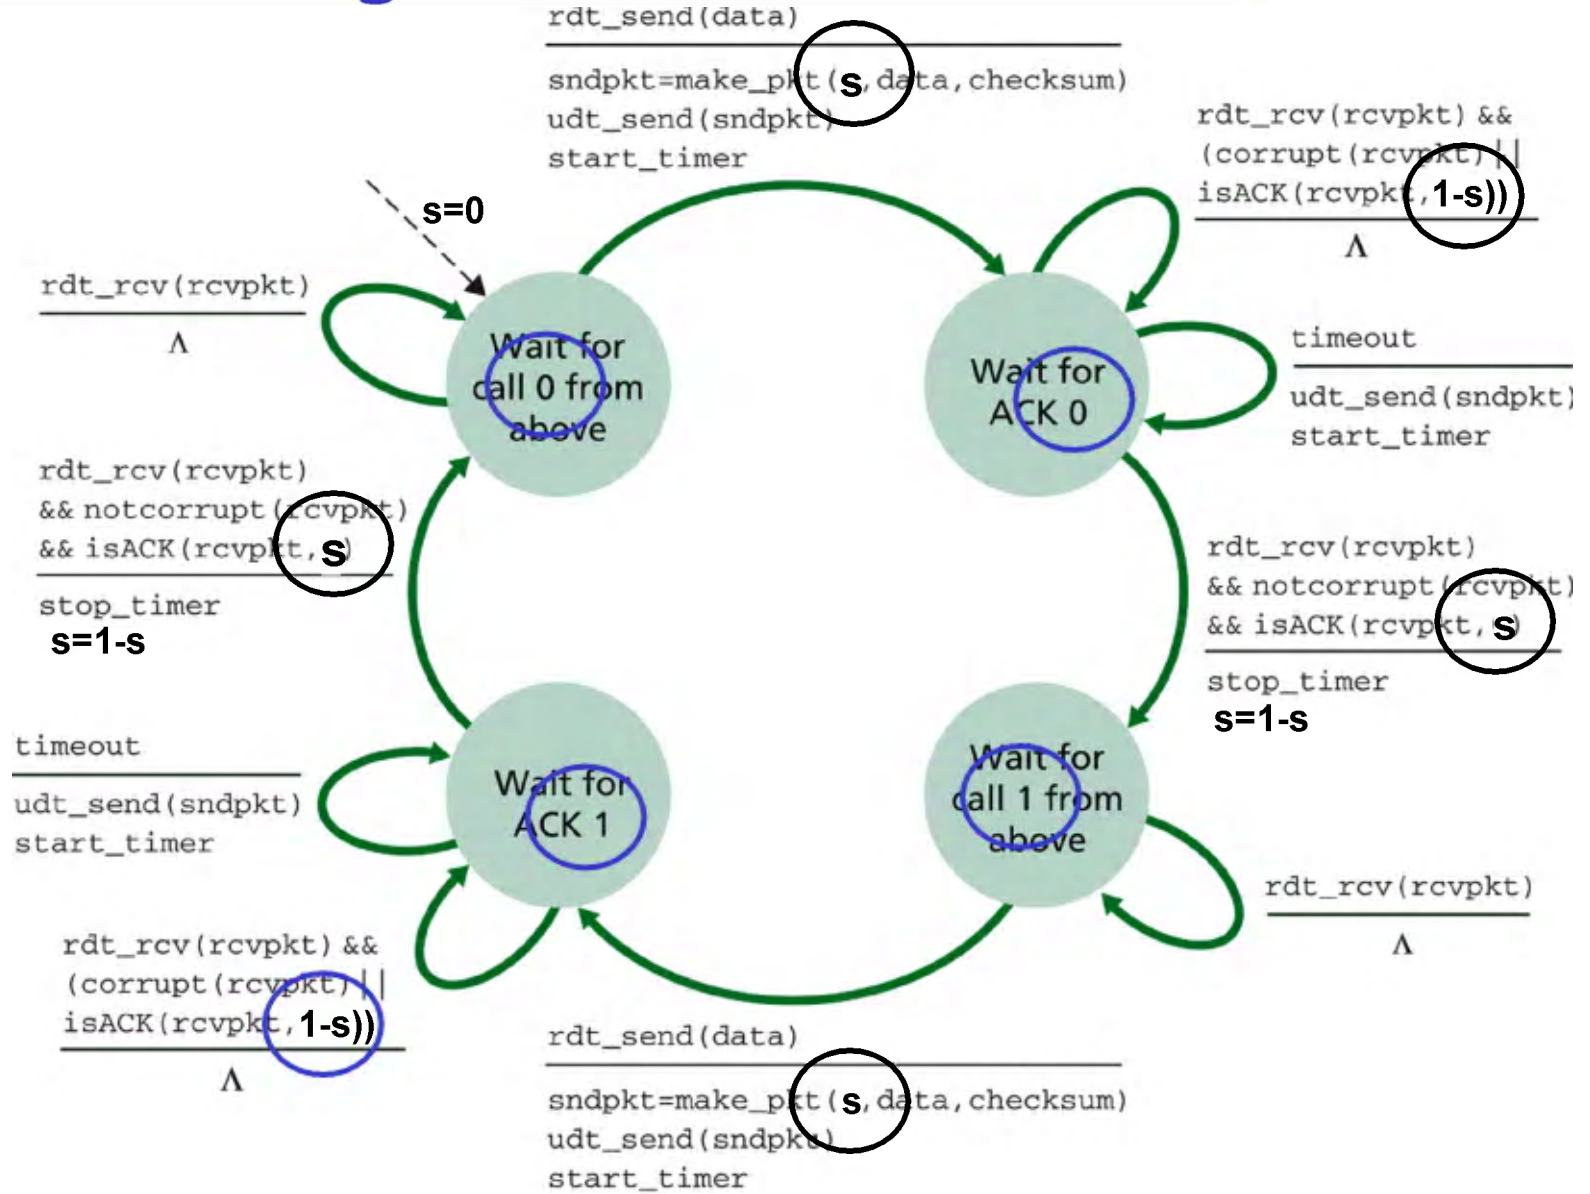 rdt_send(data)
sndpkt=make_pkt(s,data,checksum)
udt_send(sndpkt)
start_timer
rdt_rcv(rcvpkt) &&
(corrupt(rcvpkt)||
isACK(rcvpkt,1-s))
Λ
s=0
rdt_rcv(rcvpkt)
Λ
Wait for
call 0 from
above
Wait for
ACK 0
timeout
udt_send(sndpkt)
start_timer
rdt_rcv(rcvpkt)
&& notcorrupt(rcvpkt)
&& isACK(rcvpkt,s)
stop_timer
s=1-s
rdt_rcv(rcvpkt)
&& notcorrupt(rcvpkt)
&& isACK(rcvpkt,s)
stop_timer
s=1-s
timeout
udt_send(sndpkt)
start_timer
Wait for
ACK 1
Wait for
call 1 from
above
rdt_rcv(rcvpkt)
Λ
rdt_rcv(rcvpkt) &&
(corrupt(rcvpkt)||
isACK(rcvpkt,1-s))
Λ
rdt_send(data)
sndpkt=make_pkt(s,data,checksum)
udt_send(sndpkt)
start_timer